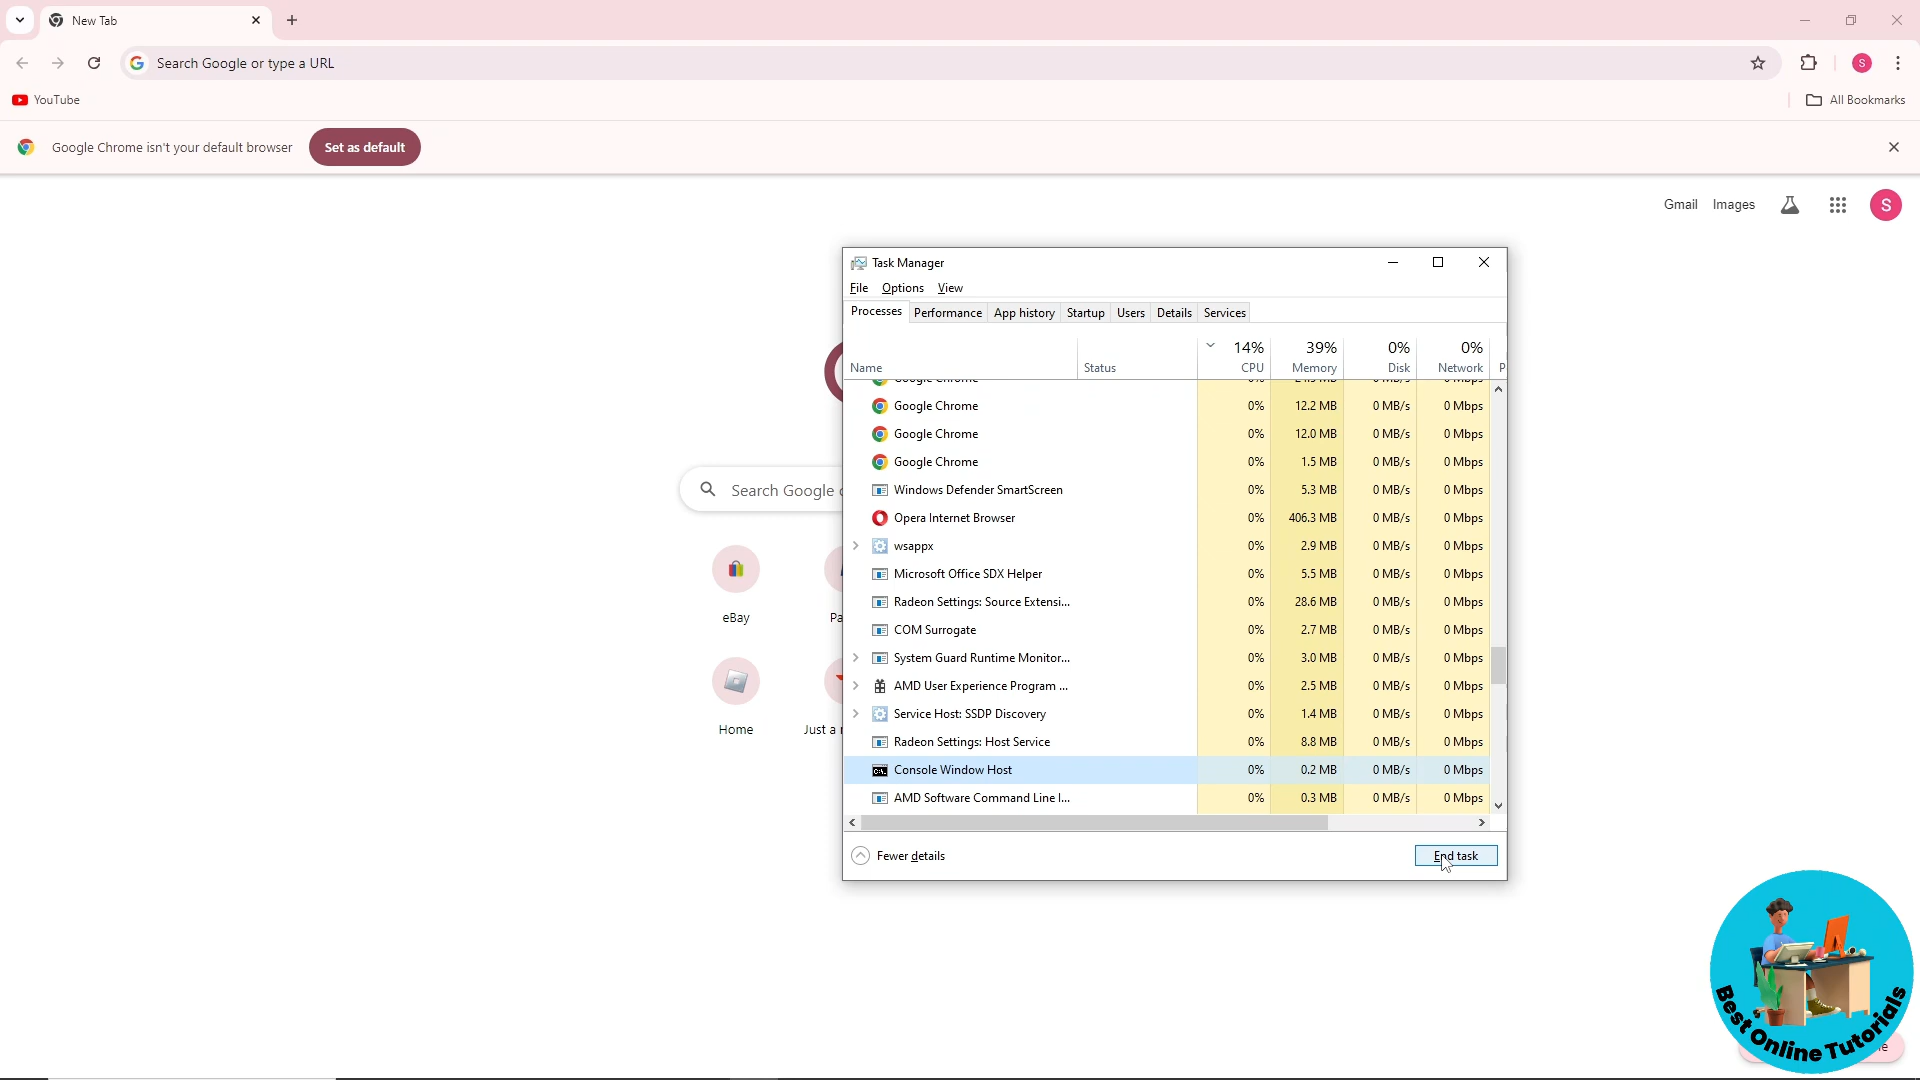 New Tab
Search Google or type a URL
S
YouTube
All Bookmarks
Google Chrome isn't your default browser
Set as default
Gmail Images
S
Search Google
eBay
Pa
Home
Just a
Task Manager
File Options View
Processes Performance App history Startup Users Details Services
14% 39% 0% 0%
Name Status CPU Memory Disk Network P
Google Chrome 0% 12.2 MB 0 MB/s 0 Mbps
Google Chrome 0% 12.0 MB 0 MB/s 0 Mbps
Google Chrome 0% 1.5 MB 0 MB/s 0 Mbps
Windows Defender SmartScreen 0% 5.3 MB 0 MB/s 0 Mbps
Opera Internet Browser 0% 406.3 MB 0 MB/s 0 Mbps
wsappx 0% 2.9 MB 0 MB/s 0 Mbps
Microsoft Office SDX Helper 0% 5.5 MB 0 MB/s 0 Mbps
Radeon Settings: Source Extensi... 0% 28.6 MB 0 MB/s 0 Mbps
COM Surrogate 0% 2.7 MB 0 MB/s 0 Mbps
System Guard Runtime Monitor... 0% 3.0 MB 0 MB/s 0 Mbps
AMD User Experience Program ... 0% 2.5 MB 0 MB/s 0 Mbps
Service Host: SSDP Discovery 0% 1.4 MB 0 MB/s 0 Mbps
Radeon Settings: Host Service 0% 8.8 MB 0 MB/s 0 Mbps
Console Window Host 0% 0.2 MB 0 MB/s 0 Mbps
AMD Software Command Line I... 0% 0.3 MB 0 MB/s 0 Mbps
Fewer details
End task
Best Online Tutorials